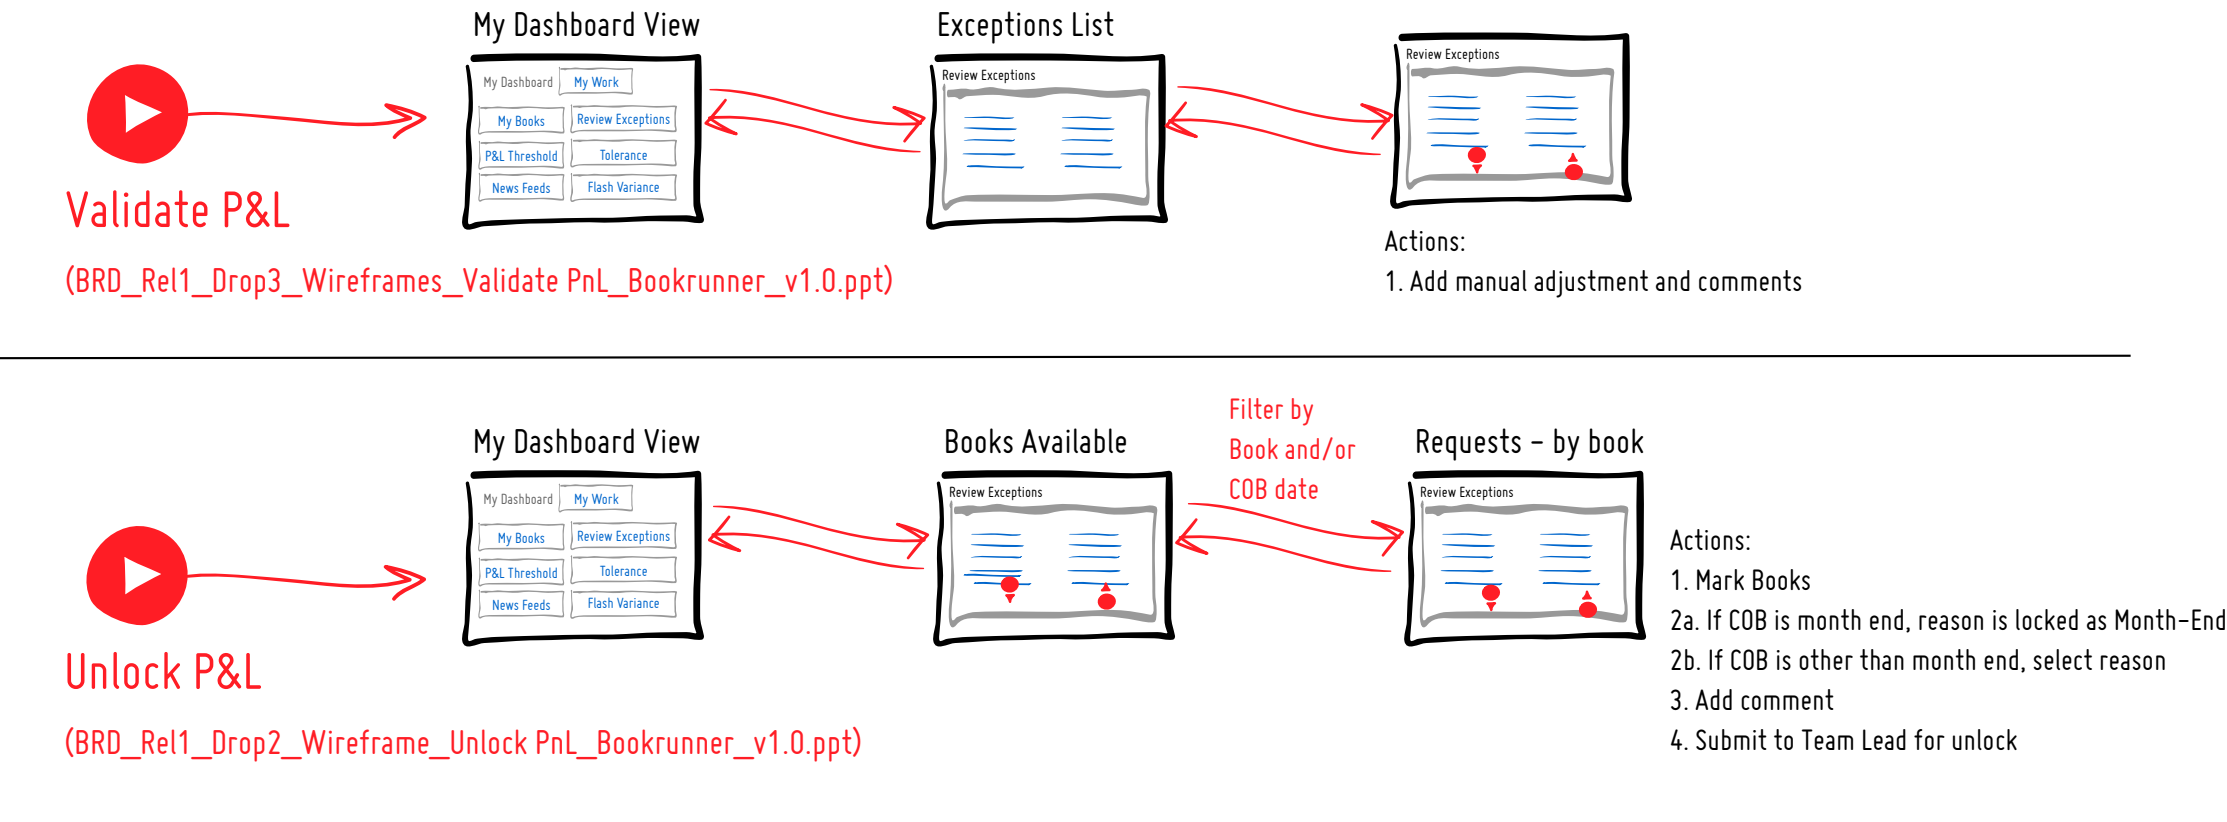 My Dashboard View
Exceptions List
My Dashboard
My Work
My Books
Review Exceptions
P&L Threshold
Tolerance
News Feeds
Flash Variance
Review Exceptions
Review Exceptions
Validate P&L
(BRD_Rel1_Drop3_Wireframes_Validate PnL_Bookrunner_v1.0.ppt)
Actions:
1. Add manual adjustment and comments
My Dashboard View
Books Available
Filter by
Book and/or
COB date
Requests - by book
My Dashboard
My Work
My Books
Review Exceptions
P&L Threshold
Tolerance
News Feeds
Flash Variance
Review Exceptions
Review Exceptions
Unlock P&L
(BRD_Rel1_Drop2_Wireframe_Unlock PnL_Bookrunner_v1.0.ppt)
Actions:
1. Mark Books
2a. If COB is month end, reason is locked as Month-End
2b. If COB is other than month end, select reason
3. Add comment
4. Submit to Team Lead for unlock